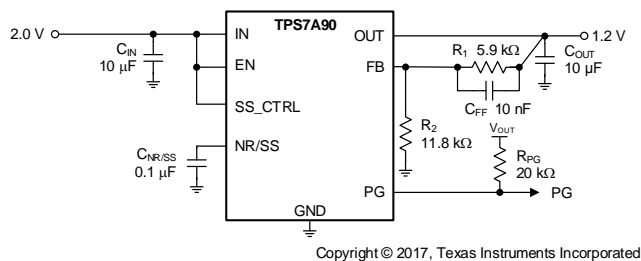 TPS7A90
2.0 V
IN
OUT
1.2 V
CIN
10 µF
R1 5.9 kΩ
COUT
10 µF
EN
FB
CFF 10 nF
SS_CTRL
VOUT
R2
11.8 kΩ
NR/SS
CNR/SS
0.1 µF
RPG
20 kΩ
PG
PG
GND
Copyright © 2017, Texas Instruments Incorporated